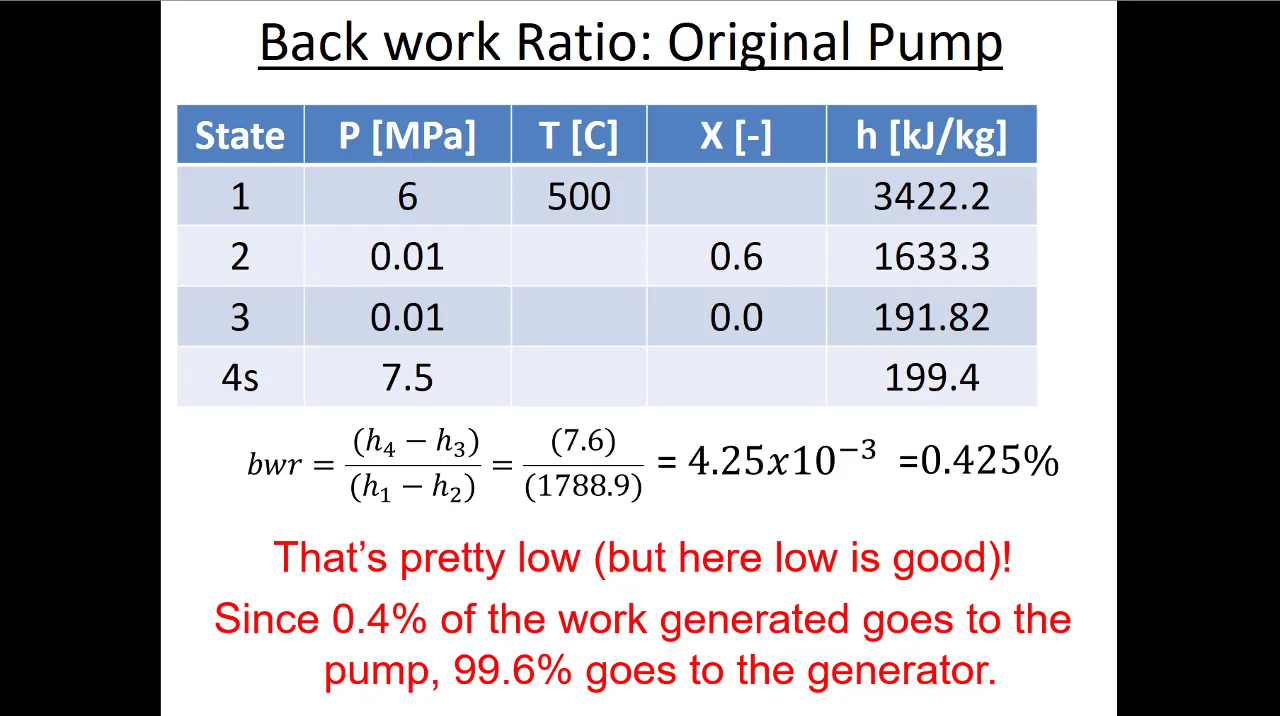 Back work Ratio: Original Pump
State P [MPa] T [C] X [-] h [kJ/kg]
1 6 500 3422.2
2 0.01 0.6 1633.3
3 0.01 0.0 191.82
4s 7.5 199.4
bwr = (h₄ − h₃)/(h₁ − h₂) = (7.6)/(1788.9) = 4.25x10⁻³ =0.425%
That’s pretty low (but here low is good)!
Since 0.4% of the work generated goes to the
pump, 99.6% goes to the generator.